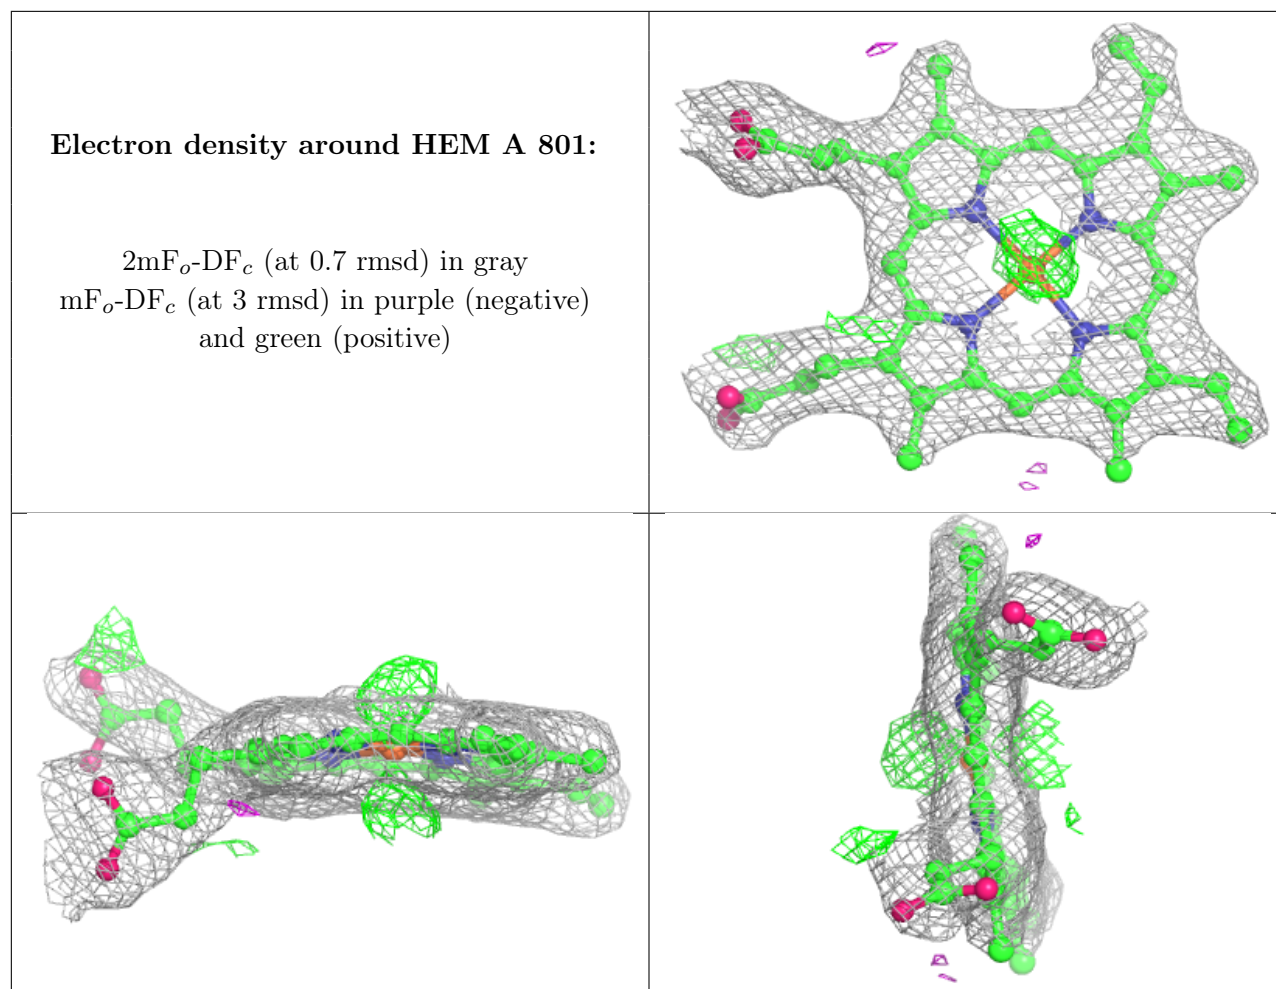 Electron density around HEM A 801:
2mFₒ-DF𝒸 (at 0.7 rmsd) in gray
mFₒ-DF𝒸 (at 3 rmsd) in purple (negative)
and green (positive)